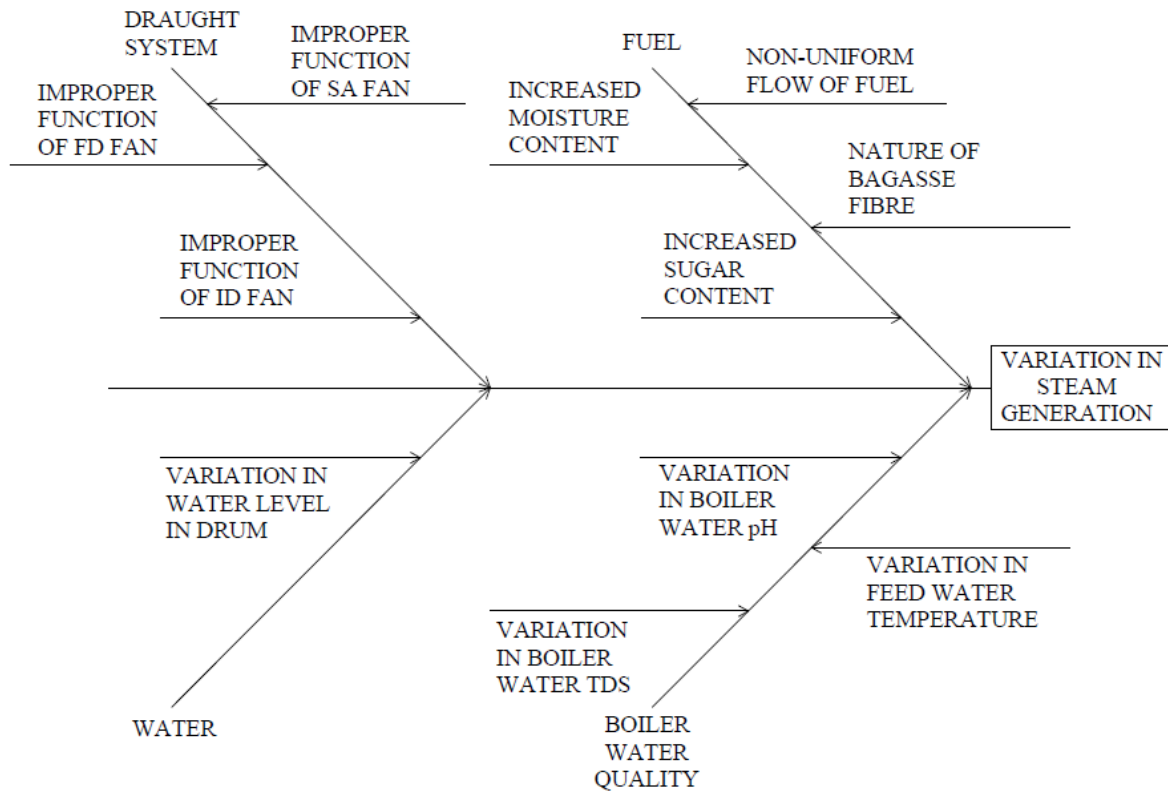 DRAUGHT
SYSTEM
IMPROPER
FUNCTION
OF SA FAN
IMPROPER
FUNCTION
OF FD FAN
IMPROPER
FUNCTION
OF ID FAN
FUEL
NON-UNIFORM
FLOW OF FUEL
INCREASED
MOISTURE
CONTENT
NATURE OF
BAGASSE
FIBRE
INCREASED
SUGAR
CONTENT
VARIATION IN
STEAM
GENERATION
VARIATION IN
WATER LEVEL
IN DRUM
WATER
VARIATION
IN BOILER
WATER pH
VARIATION IN
FEED WATER
TEMPERATURE
VARIATION
IN BOILER
WATER TDS
BOILER
WATER
QUALITY